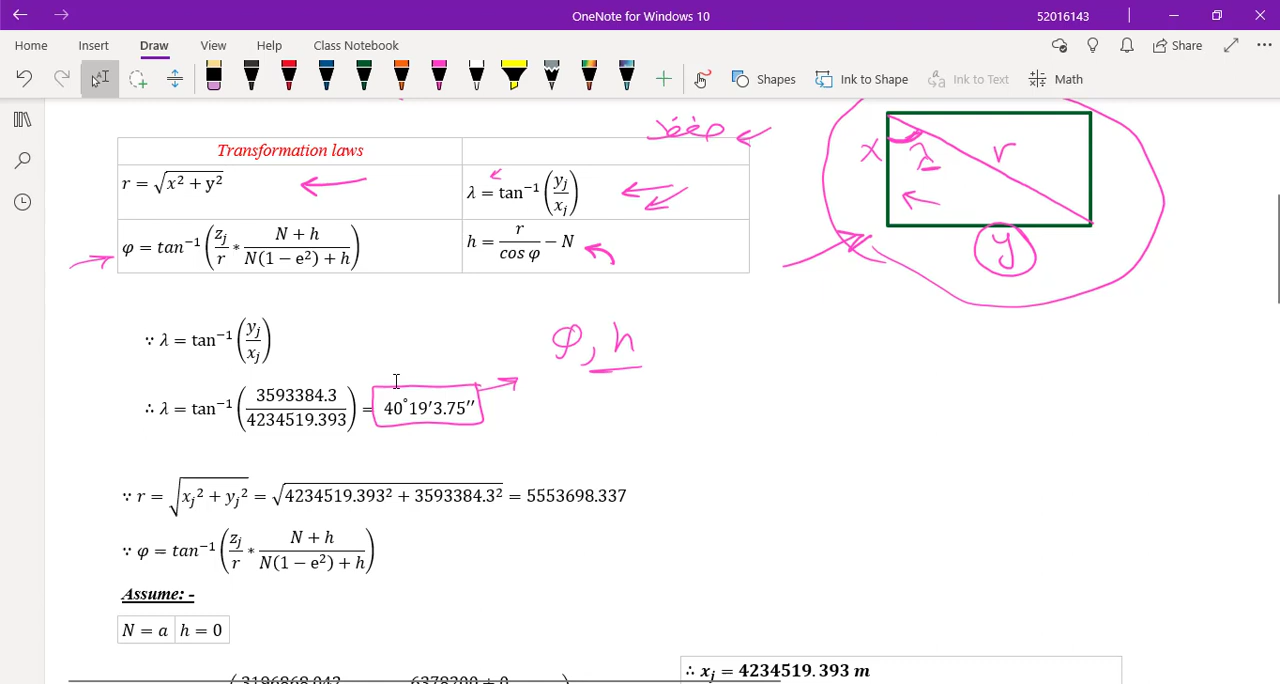 OneNote for Windows 10
52016143
Home Insert Draw View Help Class Notebook
Share
Shapes Ink to Shape Ink to Text Math
Transformation laws
r = √(x² + y²)
λ = tan⁻¹(yⱼ/xⱼ)
φ = tan⁻¹(zⱼ/r * (N + h)/(N(1 − e²) + h))
h = r/cos φ − N
x λ r
y
∵ λ = tan⁻¹(yⱼ/xⱼ)
φ, h
∴ λ = tan⁻¹(3593384.3/4234519.393) = 40°19′3.75′′
∵ r = √(xⱼ² + yⱼ²) = √(4234519.393² + 3593384.3²) = 5553698.337
∵ φ = tan⁻¹(zⱼ/r * (N + h)/(N(1 − e²) + h))
Assume: -
N = a h = 0
∴ xⱼ = 4234519.393 m